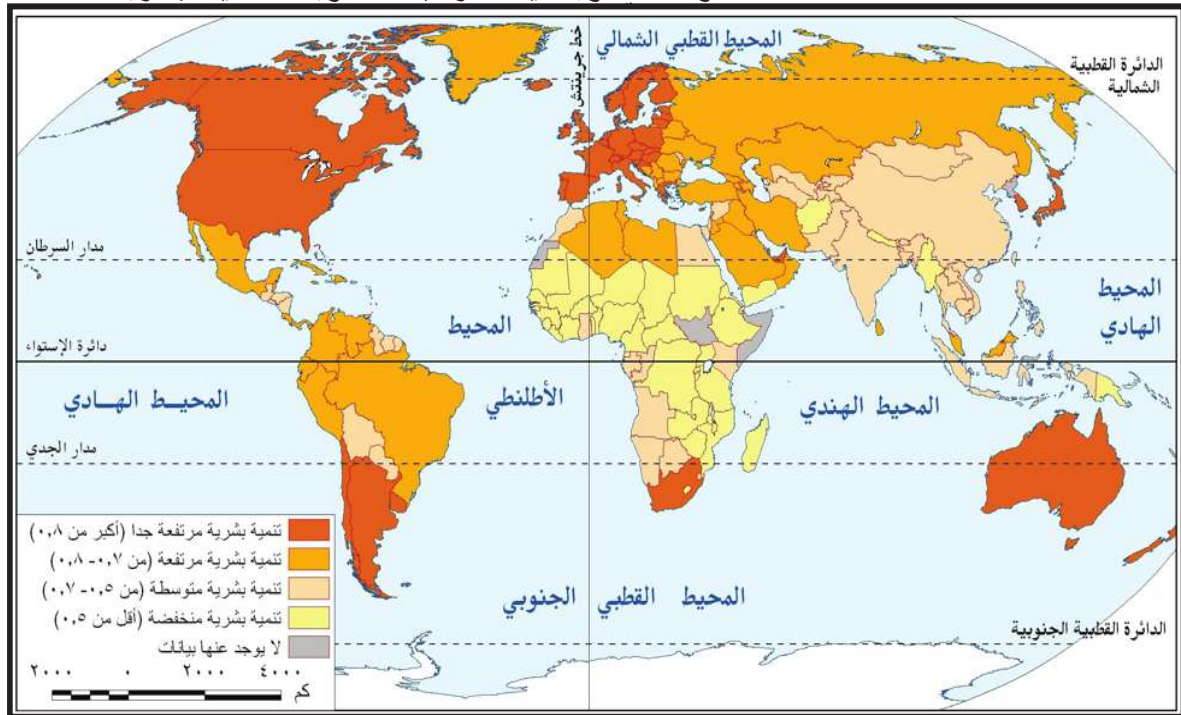 المحيط القطبي الشمالي
خط جرينتش
الدائرة القطبية
الشمالية
مدار السرطان
المحيط
الهادي
المحيط
دائرة الإستواء
المحيـط الهـادي
الأطلنطي
المحيط الهندي
مدار الجدي
تنمية بشرية مرتفعة جدا (أكبر من ٠,٨)
تنمية بشرية مرتفعة (من ٠,٧-٠,٨)
تنمية بشرية متوسطة (من ٠,٥-٠,٧)
تنمية بشرية منخفضة (أقل من ٠,٥)
لا يوجد عنها بيانات
المحيط القطبي الجنوبي
الدائرة القطبية الجنوبية
٢٠٠٠ ٠ ٢٠٠٠ ٤٠٠٠
كم